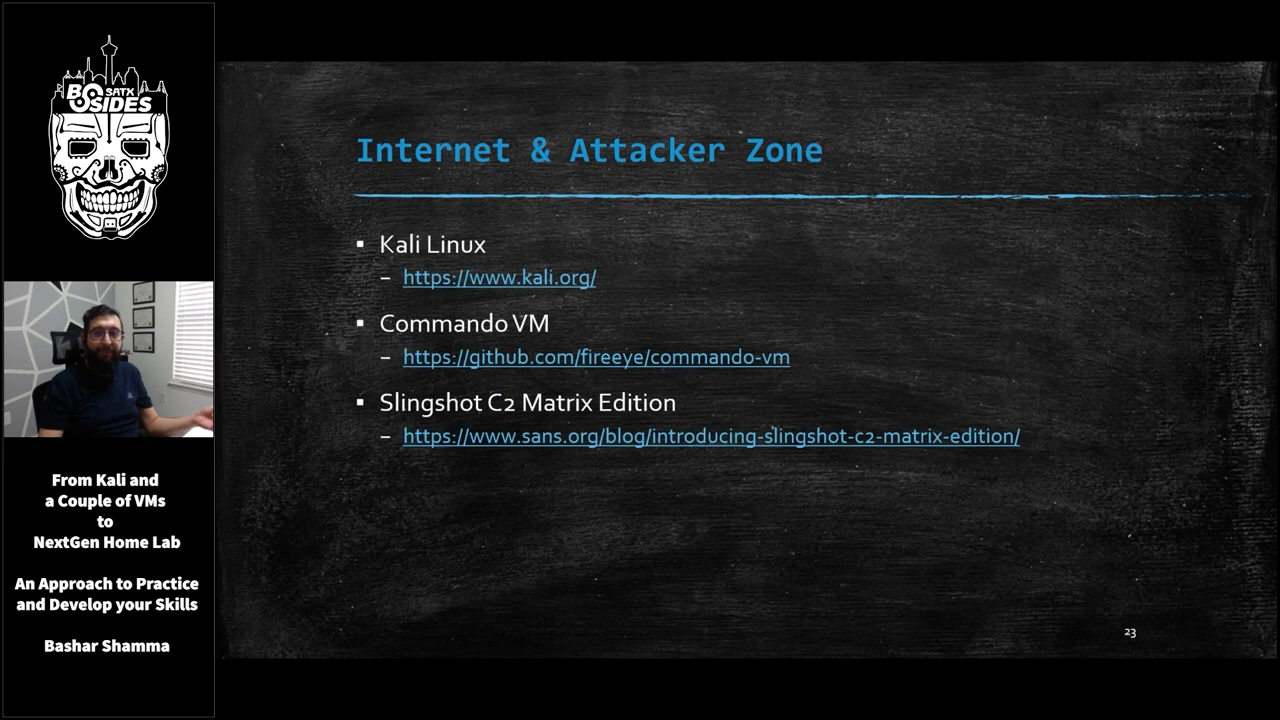 BSIDES
SATX
From Kali and
a Couple of VMs
to
NextGen Home Lab
An Approach to Practice
and Develop your Skills
Bashar Shamma
Internet & Attacker Zone
▪ Kali Linux
– https://www.kali.org/
▪ Commando VM
– https://github.com/fireeye/commando-vm
▪ Slingshot C2 Matrix Edition
– https://www.sans.org/blog/introducing-slingshot-c2-matrix-edition/
23